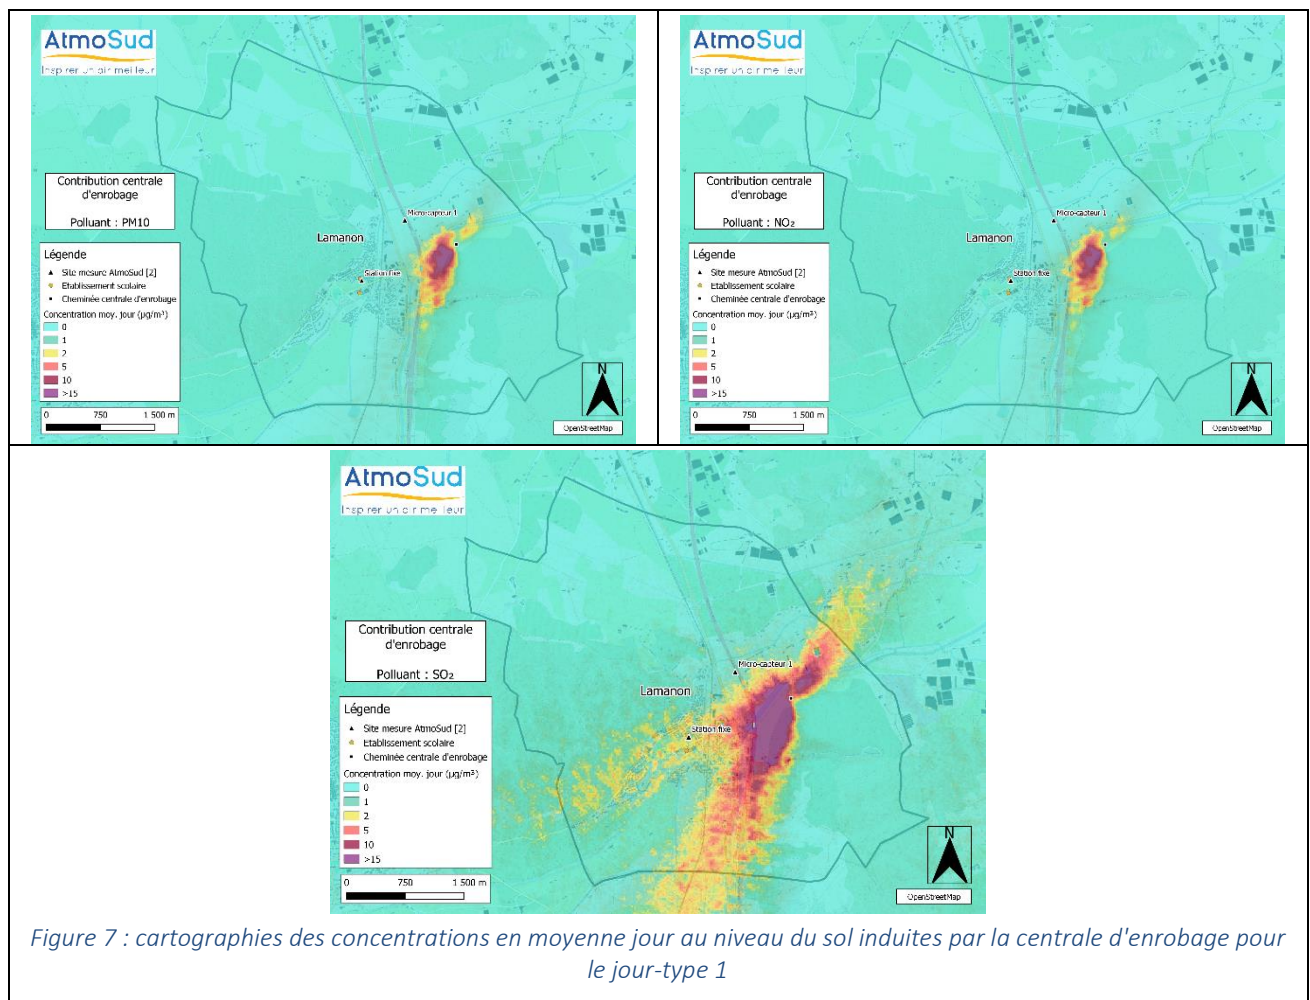 AtmoSud
Inspirer un air meilleur
Contribution centrale
d'enrobage
Polluant : PM10
Micro-capteur 1
Lamanon
Station fixe
Légende
Site mesure AtmoSud [2]
Etablissement scolaire
Cheminée centrale d'enrobage
Concentration moy. jour (µg/m³)
0
1
2
5
10
>15
0 750 1 500 m
N
OpenStreetMap
AtmoSud
Inspirer un air meilleur
Contribution centrale
d'enrobage
Polluant : NO₂
Micro-capteur 1
Lamanon
Station fixe
Légende
Site mesure AtmoSud [2]
Etablissement scolaire
Cheminée centrale d'enrobage
Concentration moy. jour (µg/m³)
0
1
2
5
10
>15
0 750 1 500 m
N
OpenStreetMap
AtmoSud
Inspirer un air meilleur
Contribution centrale
d'enrobage
Polluant : SO₂
Micro-capteur 1
Lamanon
Station fixe
Légende
Site mesure AtmoSud [2]
Etablissement scolaire
Cheminée centrale d'enrobage
Concentration moy. jour (µg/m³)
0
1
2
5
10
>15
0 750 1 500 m
N
OpenStreetMap
Figure 7 : cartographies des concentrations en moyenne jour au niveau du sol induites par la centrale d'enrobage pour
le jour-type 1